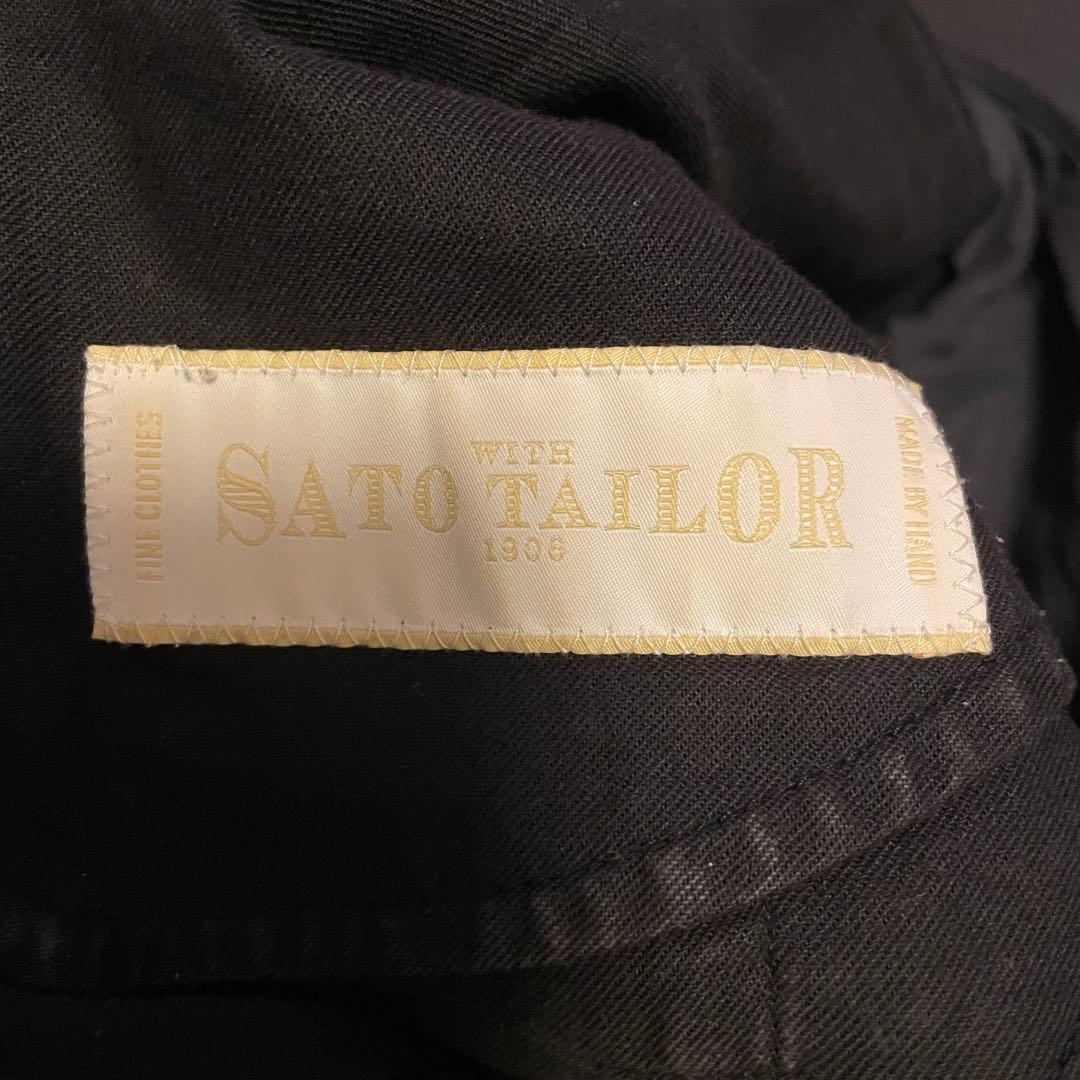 FINE CLOTHES
WITH
SATO TAILOR
1906
MADE BY HAND